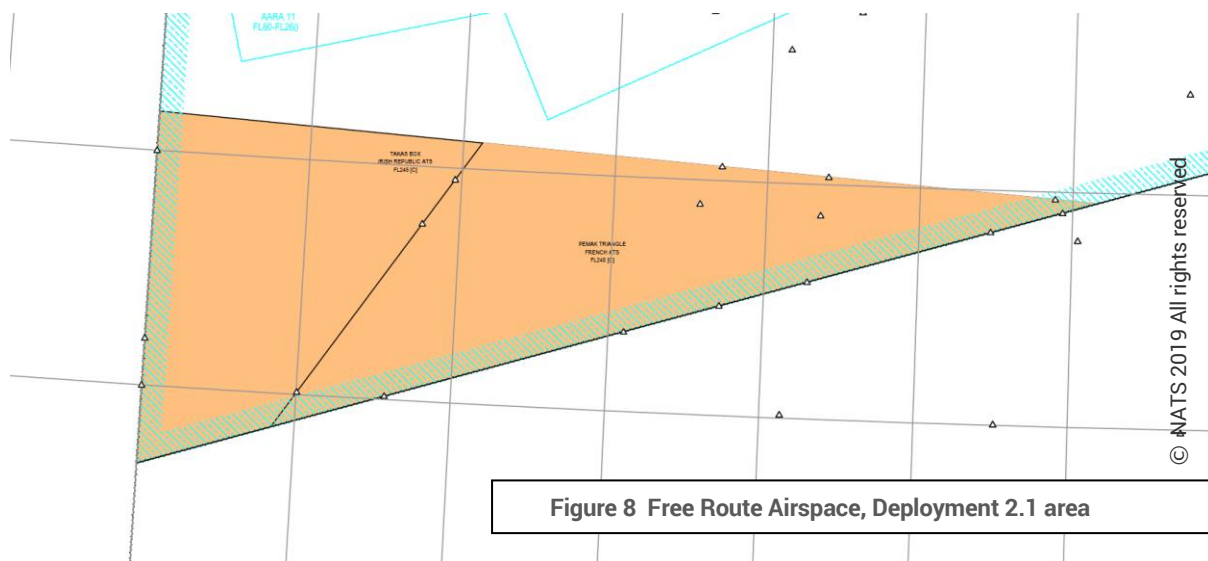 AARA 11
FL60-FL260
TAKAS BOX
IRISH REPUBLIC ATS
FL245 [C]
PEMAK TRIANGLE
FRENCH ATS
FL245 [C]
© NATS 2019 All rights reserved
Figure 8 Free Route Airspace, Deployment 2.1 area